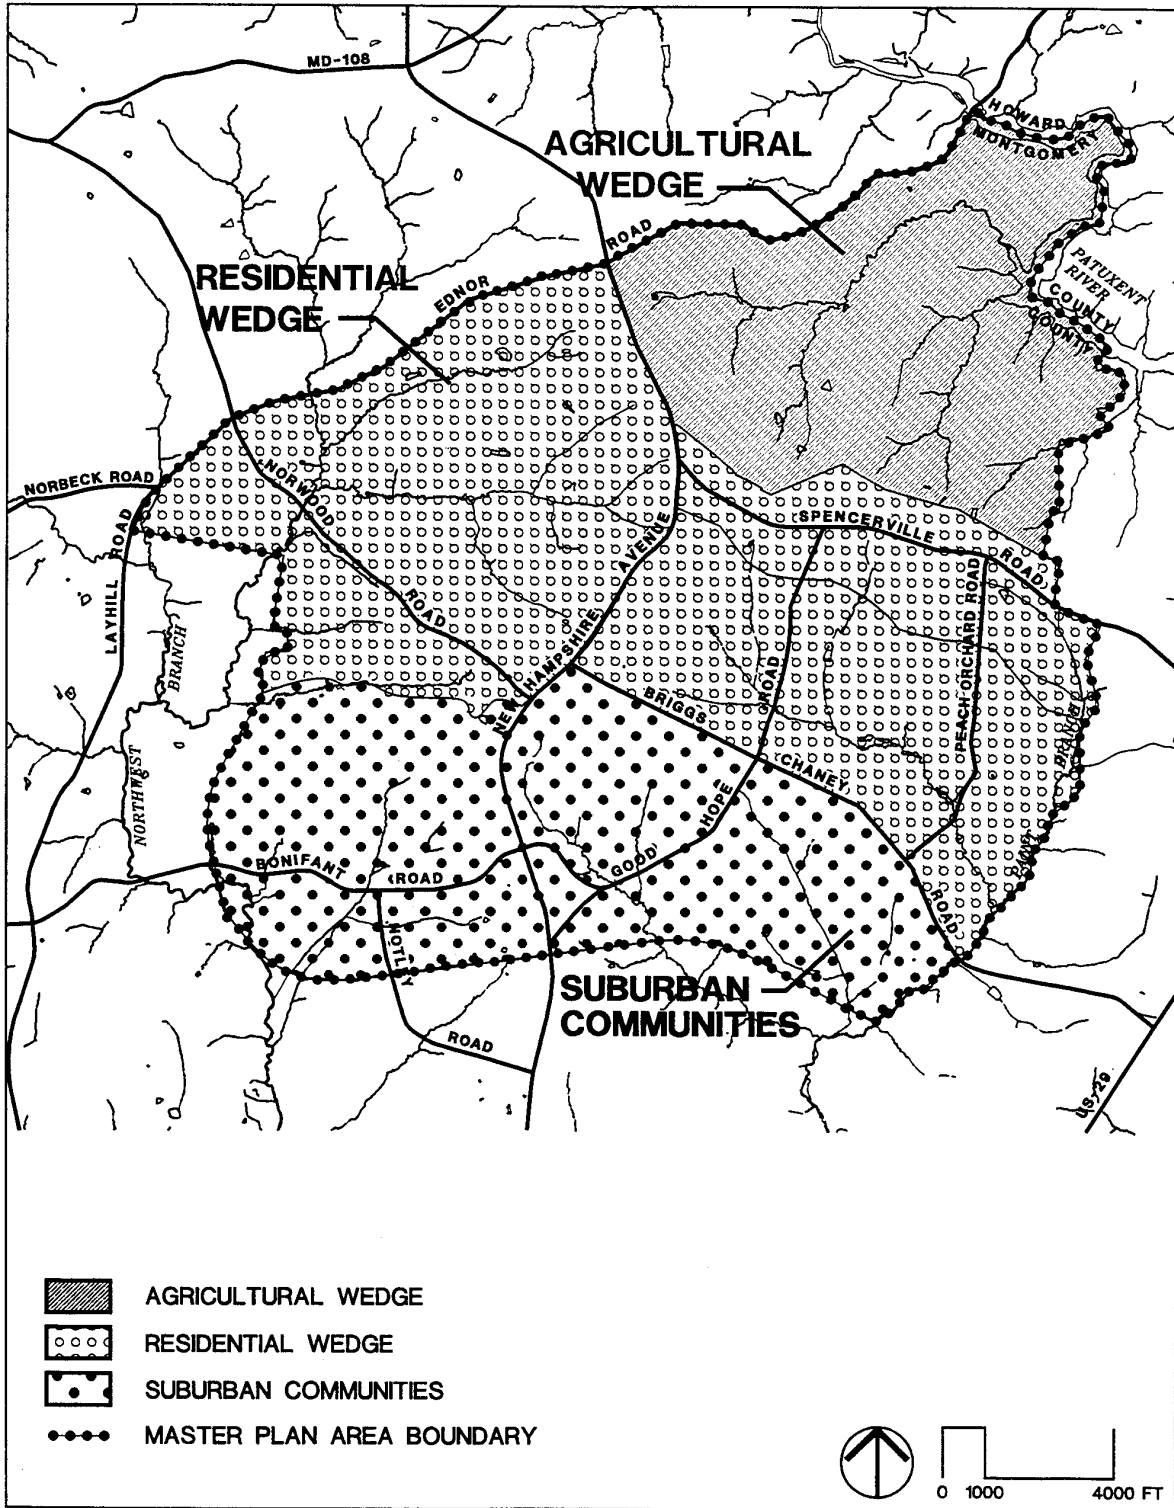 MD-108
HOWARD
MONTGOMERY
AGRICULTURAL
WEDGE
ROAD
EDNOR
RESIDENTIAL
WEDGE
PATUXENT
RIVER
COUNTY
COUNTY
NORBECK ROAD
NORWOOD
ROAD
LAYHILL
ROAD
SPENCERVILLE
ROAD
AVENUE
HAMPSHIRE
NEW
PEACH ORCHARD ROAD
ROAD
BRIGGS
CHANEY
ROAD
HOPE
GOOD
BRANCH
NORTHWEST
BRANCH
PAINT
BONIFANT
ROAD
NOTLEY
ROAD
SUBURBAN
COMMUNITIES
US-29
AGRICULTURAL WEDGE
RESIDENTIAL WEDGE
SUBURBAN COMMUNITIES
MASTER PLAN AREA BOUNDARY
0 1000 4000 FT